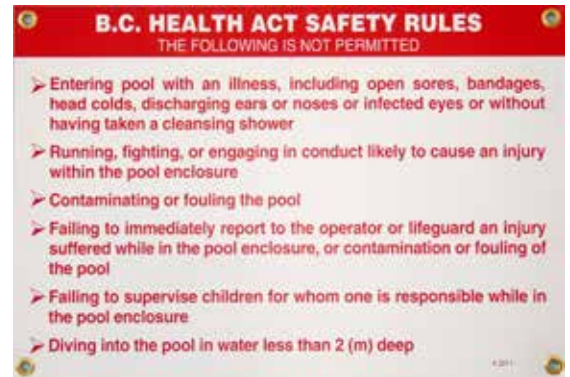 B.C. HEALTH ACT SAFETY RULES
THE FOLLOWING IS NOT PERMITTED
➢ Entering pool with an illness, including open sores, bandages,
head colds, discharging ears or noses or infected eyes or without
having taken a cleansing shower
➢ Running, fighting, or engaging in conduct likely to cause an injury
within the pool enclosure
➢ Contaminating or fouling the pool
➢ Failing to immediately report to the operator or lifeguard an injury
suffered while in the pool enclosure, or contamination or fouling of
the pool
➢ Failing to supervise children for whom one is responsible while in
the pool enclosure
➢ Diving into the pool in water less than 2 (m) deep